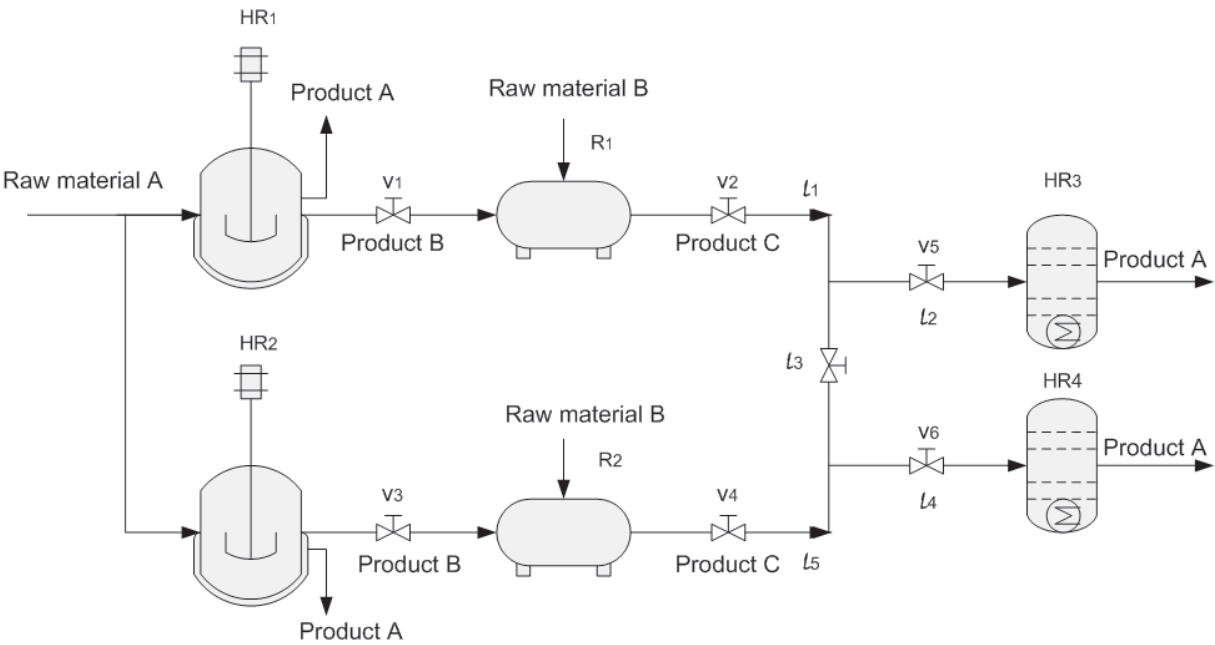 HR1
Product A
Raw material B
R1
Raw material A
V1
V2
l1
HR3
Product B
Product C
V5
Product A
l2
HR2
l3
HR4
Raw material B
R2
V6
Product A
V3
V4
l4
Product B
Product C
l5
Product A